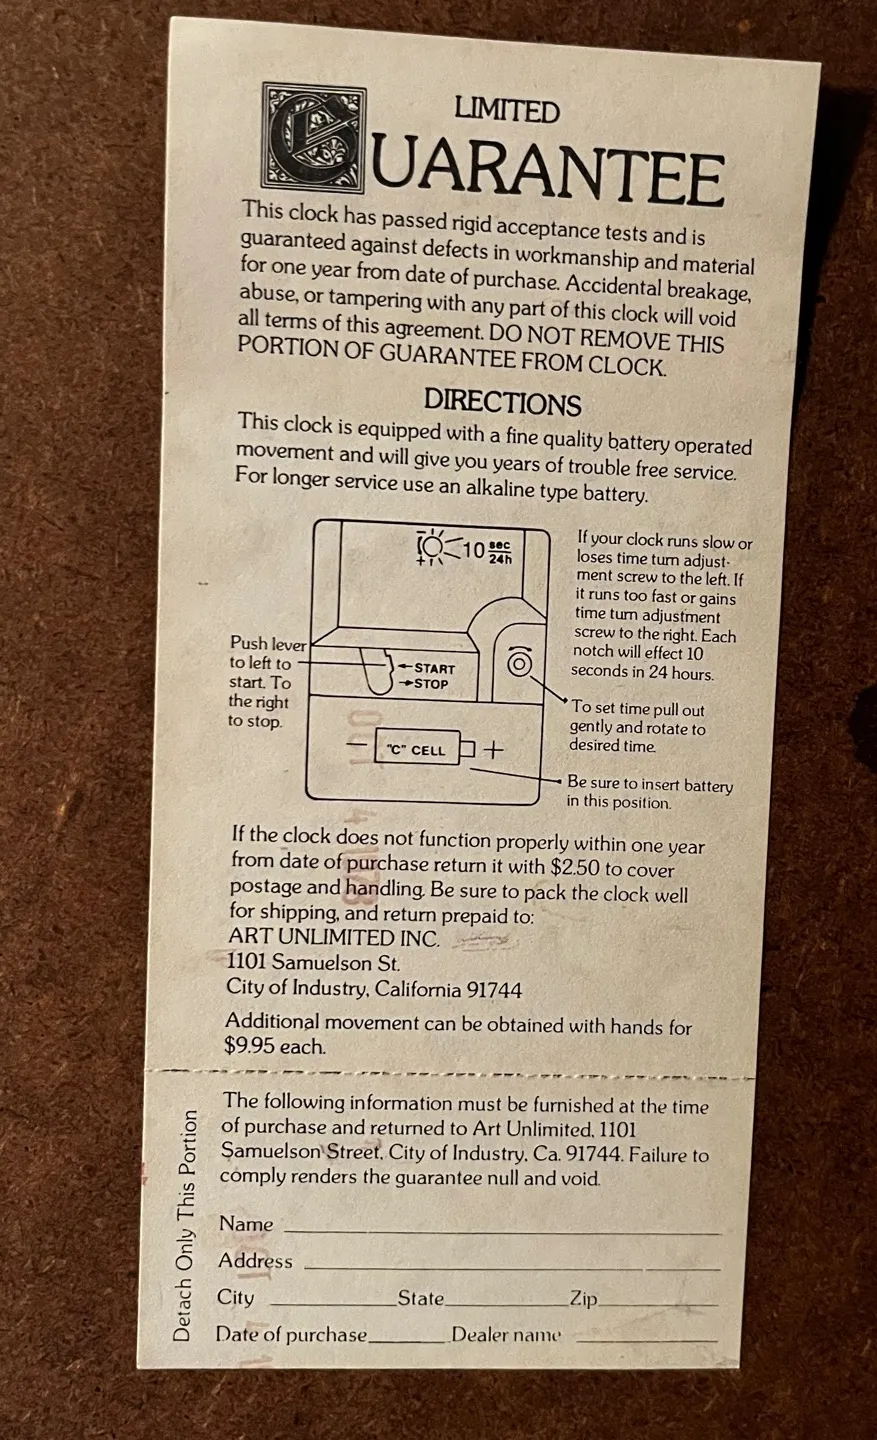 LIMITED
GUARANTEE
This clock has passed rigid acceptance tests and is
guaranteed against defects in workmanship and material
for one year from date of purchase. Accidental breakage,
abuse, or tampering with any part of this clock will void
all terms of this agreement. DO NOT REMOVE THIS
PORTION OF GUARANTEE FROM CLOCK.
DIRECTIONS
This clock is equipped with a fine quality battery operated
movement and will give you years of trouble free service.
For longer service use an alkaline type battery.
− + 10 sec
24h
If your clock runs slow or
loses time turn adjust-
ment screw to the left. If
it runs too fast or gains
time turn adjustment
screw to the right. Each
notch will effect 10
seconds in 24 hours.
Push lever
to left to
start. To
the right
to stop.
←START
→STOP
To set time pull out
gently and rotate to
desired time.
− "C" CELL +
Be sure to insert battery
in this position.
If the clock does not function properly within one year
from date of purchase return it with $2.50 to cover
postage and handling. Be sure to pack the clock well
for shipping, and return prepaid to:
ART UNLIMITED INC.
1101 Samuelson St.
City of Industry, California 91744
Additional movement can be obtained with hands for
$9.95 each.
Detach Only This Portion
The following information must be furnished at the time
of purchase and returned to Art Unlimited, 1101
Samuelson Street, City of Industry, Ca. 91744. Failure to
comply renders the guarantee null and void.
Name
Address
City State Zip
Date of purchase Dealer name